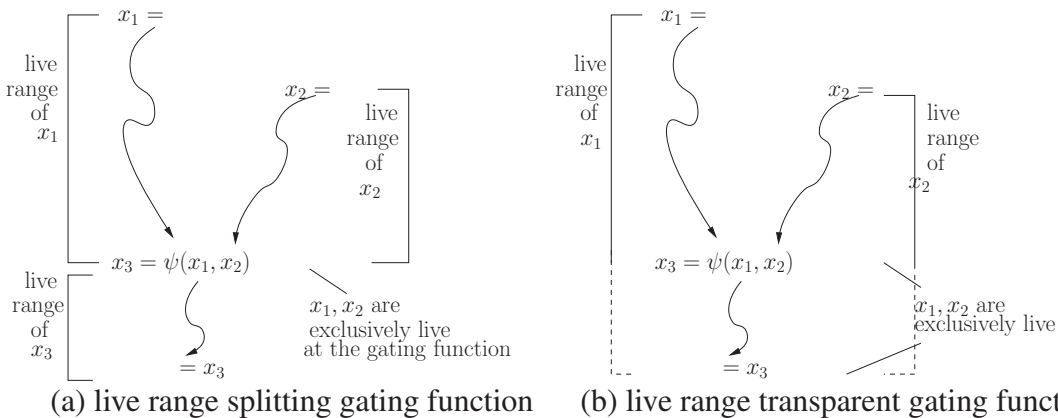 x₁ =
live
range
of
x₁
x₂ =
live
range
of
x₂
x₃ = ψ(x₁, x₂)
live
range
of
x₃
x₁, x₂ are
exclusively live
at the gating function
= x₃
(a) live range splitting gating function
x₁ =
live
range
of
x₁
x₂ =
live
range
of
x₂
x₃ = ψ(x₁, x₂)
x₁, x₂ are
exclusively live
= x₃
(b) live range transparent gating func